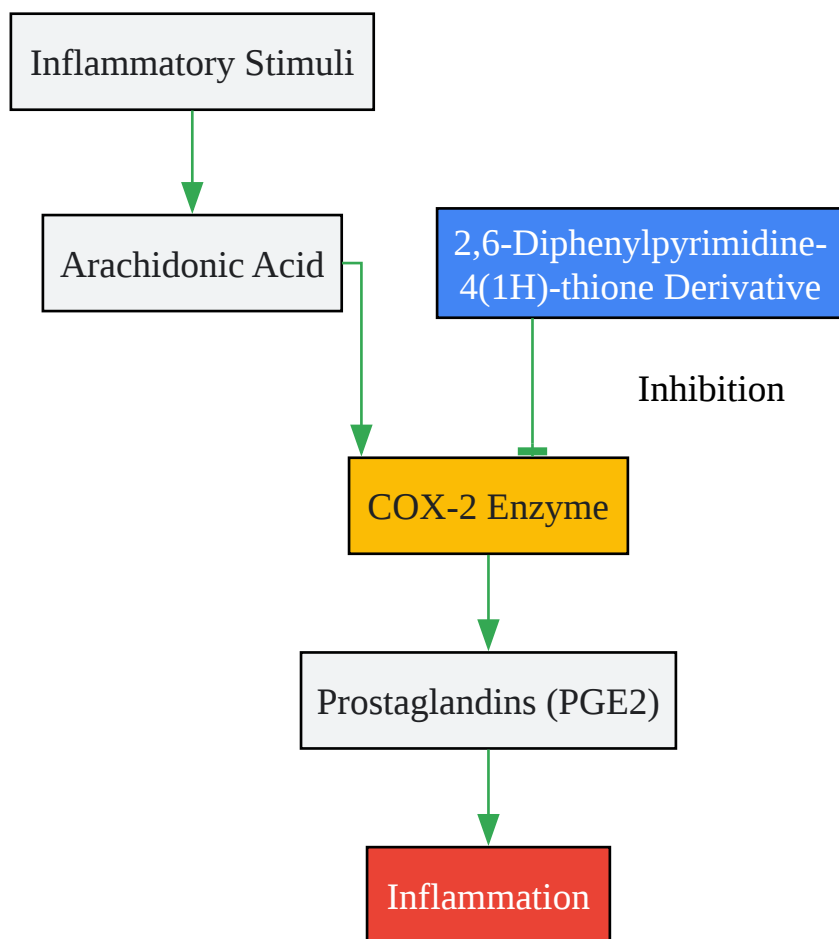 Inflammatory Stimuli
Arachidonic Acid
2,6-Diphenylpyrimidine-
4(1H)-thione Derivative
Inhibition
COX-2 Enzyme
Prostaglandins (PGE2)
Inflammation